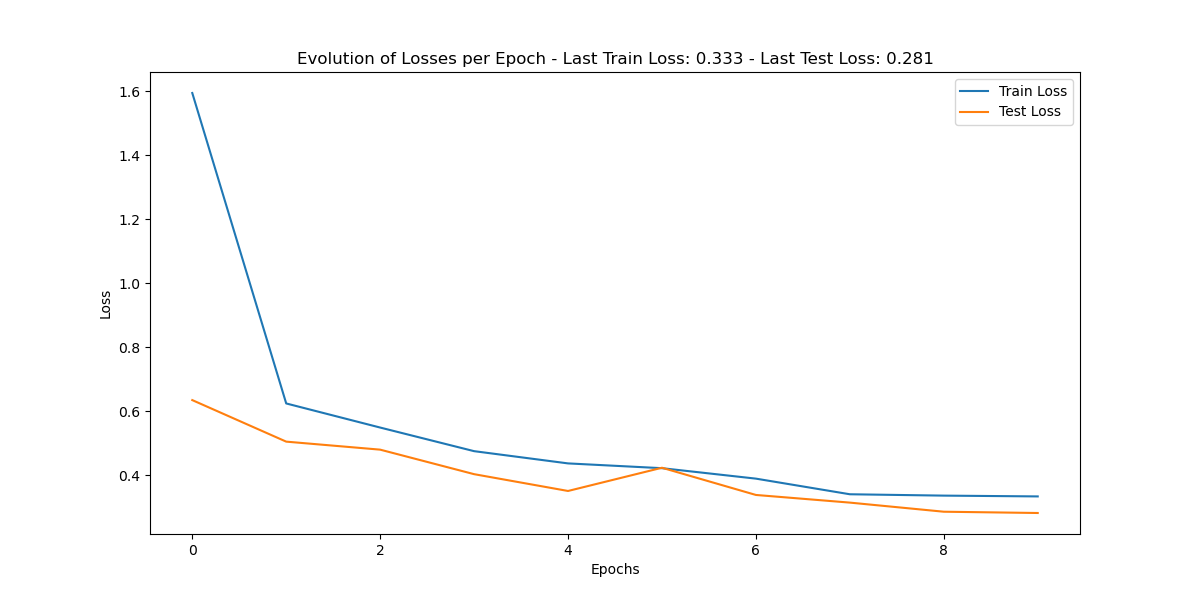 Evolution of Losses per Epoch - Last Train Loss: 0.333 - Last Test Loss: 0.281
Train Loss
Test Loss
1.6
1.4
1.2
1.0
0.8
0.6
0.4
Loss
0 2 4 6 8
Epochs